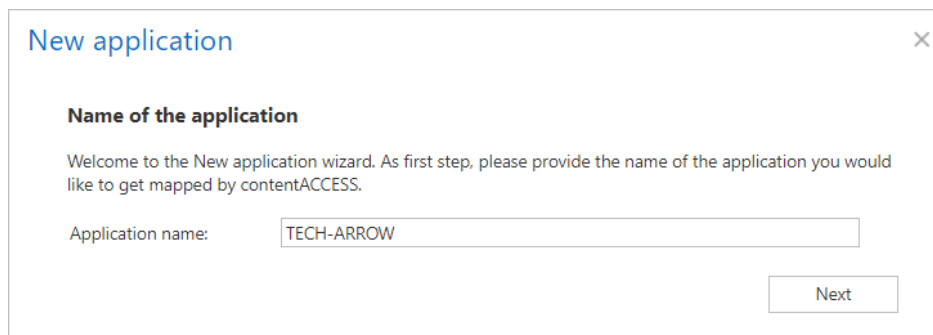 New application
Name of the application
Welcome to the New application wizard. As first step, please provide the name of the application you would
like to get mapped by contentACCESS.
Application name: TECH-ARROW
Next